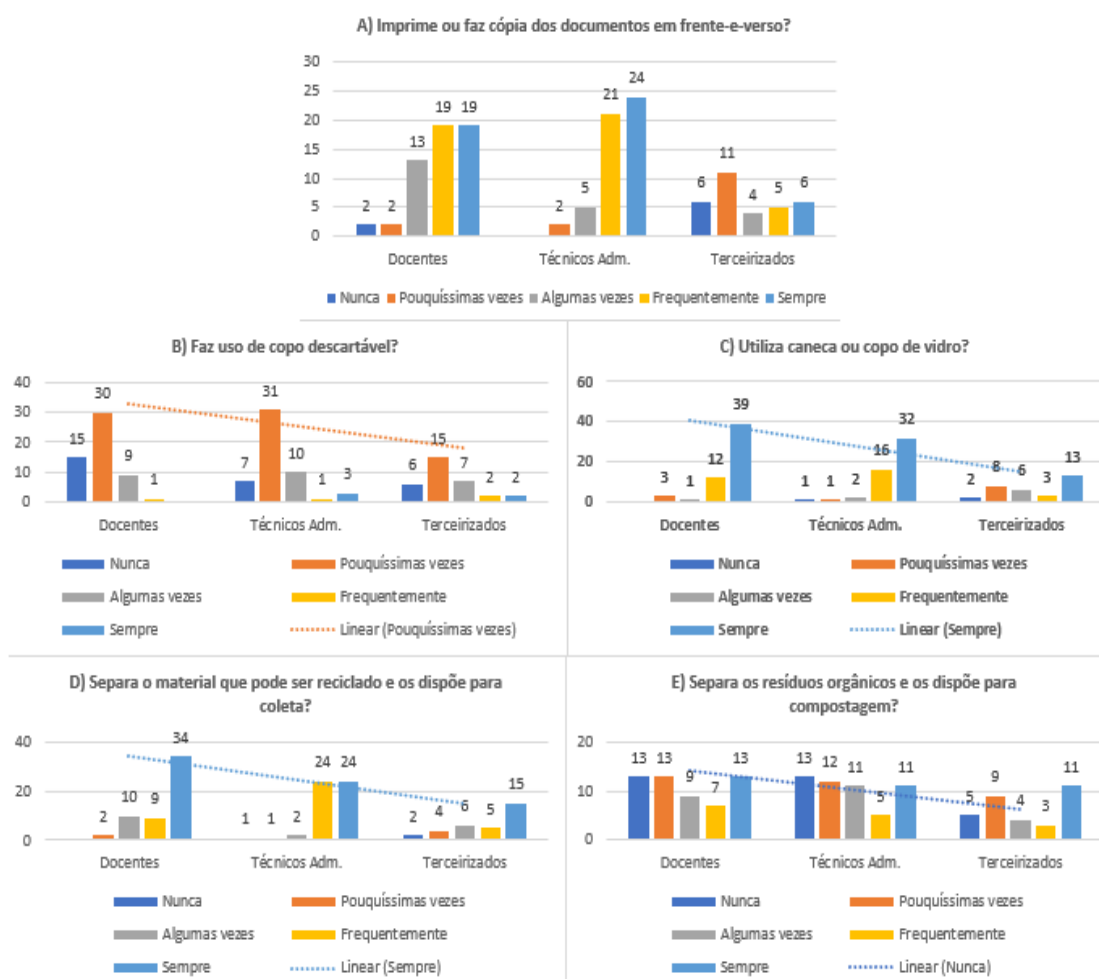 A) Imprime ou faz cópia dos documentos em frente-e-verso?
30
25
20
15
10
5
0
2 2 13 19 19
2 5 21 24
6 11 4 5 6
Docentes Técnicos Adm. Terceirizados
Nunca Pouquíssimas vezes Algumas vezes Frequentemente Sempre
B) Faz uso de copo descartável?
40
30
20
10
0
15 30 9 1
7 31 10 1 3
6 15 7 2 2
Docentes Técnicos Adm. Terceirizados
Nunca Pouquíssimas vezes
Algumas vezes Frequentemente
Sempre Linear (Pouquíssimas vezes)
C) Utiliza caneca ou copo de vidro?
60
40
20
0
3 1 12 39
1 1 2 16 32
2 8 6 3 13
Docentes Técnicos Adm. Terceirizados
Nunca Pouquíssimas vezes
Algumas vezes Frequentemente
Sempre Linear (Sempre)
D) Separa o material que pode ser reciclado e os dispõe para
coleta?
40
20
0
2 10 9 34
1 1 2 24 24
2 4 6 5 15
Docentes Técnicos Adm. Terceirizados
Nunca Pouquíssimas vezes
Algumas vezes Frequentemente
Sempre Linear (Sempre)
E) Separa os resíduos orgânicos e os dispõe para
compostagem?
20
10
0
13 13 9 7 13
13 12 11 5 11
5 9 4 3 11
Docentes Técnicos Adm. Terceirizados
Nunca Pouquíssimas vezes
Algumas vezes Frequentemente
Sempre Linear (Nunca)